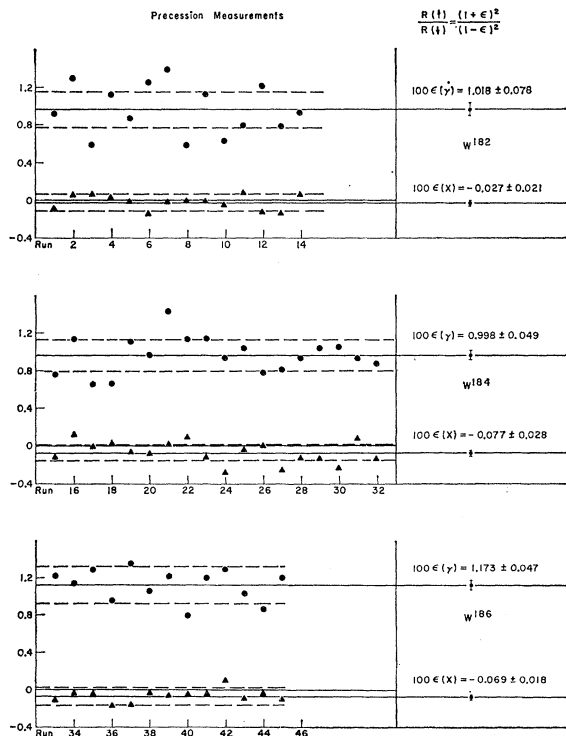 Precession Measurements
R(↑) / R(↓) = (1 + ϵ)² / (1 − ϵ)²
1.2
0.8
0.4
0
-0.4
100 ϵ(γ) = 1.018 ± 0.078
W182
100 ϵ(X) = -0.027 ± 0.021
Run 2 4 6 8 10 12 14
1.2
0.8
0.4
0
-0.4
100 ϵ(γ) = 0.998 ± 0.049
W184
100 ϵ(X) = -0.077 ± 0.028
Run 16 18 20 22 24 26 28 30 32
1.2
0.8
0.4
0
-0.4
100 ϵ(γ) = 1.173 ± 0.047
W186
100 ϵ(X) = -0.069 ± 0.018
Run 34 36 38 40 42 44 46